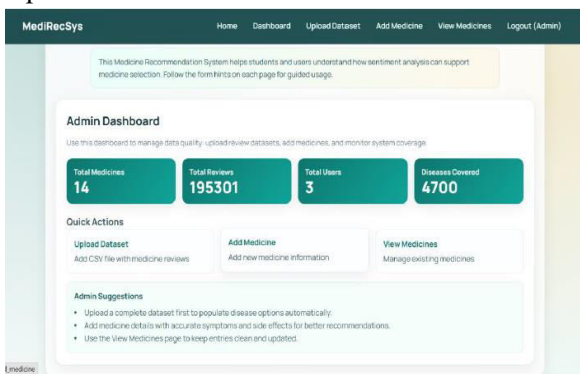 MediRecSys Home Dashboard Upload Dataset Add Medicine View Medicines Logout (Admin)
This Medicine Recommendation System helps students and users understand how sentiment analysis can support
medicine selection. Follow the form hints on each page for guided usage.
Admin Dashboard
Use this dashboard to manage data quality: upload review datasets, add medicines, and monitor system coverage.
Total Medicines Total Reviews Total Users Diseases Covered
14 195301 3 4700
Quick Actions
Upload Dataset Add Medicine View Medicines
Add CSV file with medicine reviews Add new medicine information Manage existing medicines
Admin Suggestions
• Upload a complete dataset first to populate disease options automatically.
• Add medicine details with accurate symptoms and side effects for better recommendations.
• Use the View Medicines page to keep entries clean and updated.